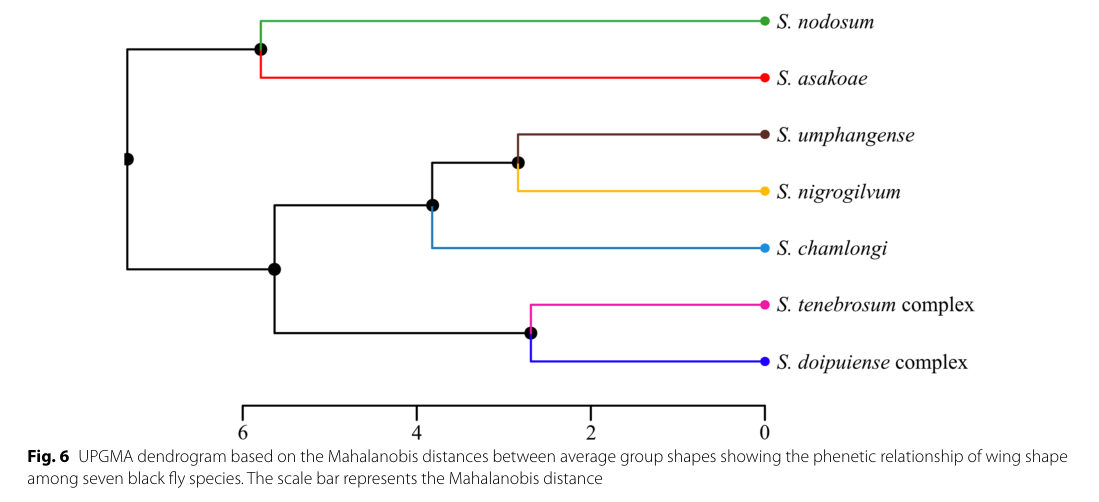 S. nodosum
S. asakoae
S. umphangense
S. nigrogilvum
S. chamlongi
S. tenebrosum complex
S. doipuiense complex
6 4 2 0
Fig. 6 UPGMA dendrogram based on the Mahalanobis distances between average group shapes showing the phenetic relationship of wing shape
among seven black fly species. The scale bar represents the Mahalanobis distance